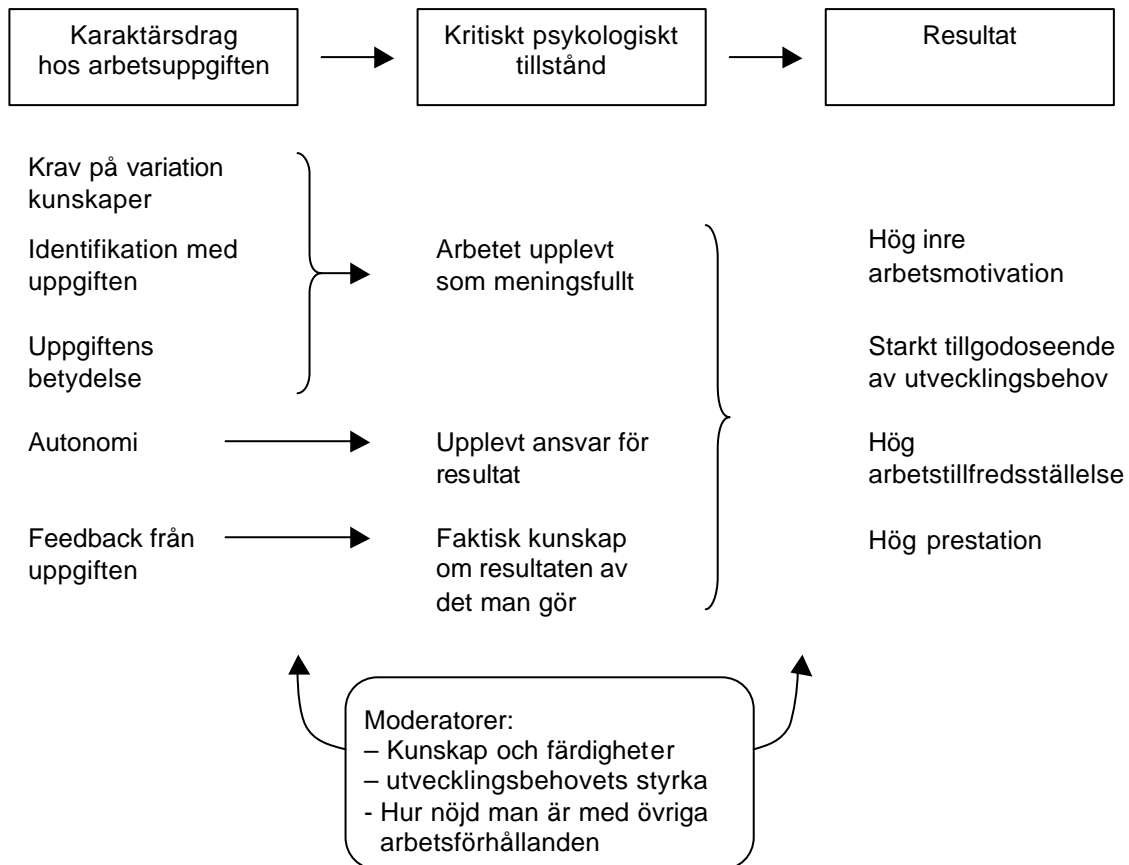 Karaktärsdrag
hos arbetsuppgiften
Kritiskt psykologiskt
tillstånd
Resultat
Krav på variation
kunskaper
Identifikation med
uppgiften
Uppgiftens
betydelse
Autonomi
Feedback från
uppgiften
Arbetet upplevt
som meningsfullt
Upplevt ansvar för
resultat
Faktisk kunskap
om resultaten av
det man gör
Hög inre
arbetsmotivation
Starkt tillgodoseende
av utvecklingsbehov
Hög
arbetstillfredsställelse
Hög prestation
Moderatorer:
– Kunskap och färdigheter
– utvecklingsbehovets styrka
- Hur nöjd man är med övriga
arbetsförhållanden